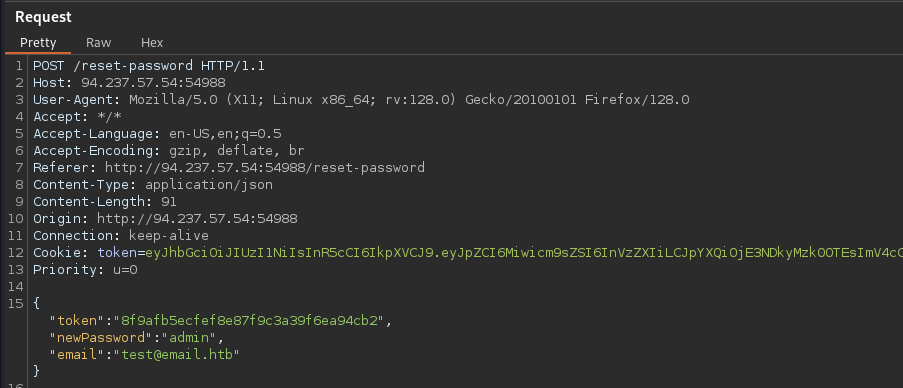 Request
Pretty Raw Hex
1 POST /reset-password HTTP/1.1
2 Host: 94.237.57.54:54988
3 User-Agent: Mozilla/5.0 (X11; Linux x86_64; rv:128.0) Gecko/20100101 Firefox/128.0
4 Accept: */*
5 Accept-Language: en-US,en;q=0.5
6 Accept-Encoding: gzip, deflate, br
7 Referer: http://94.237.57.54:54988/reset-password
8 Content-Type: application/json
9 Content-Length: 91
10 Origin: http://94.237.57.54:54988
11 Connection: keep-alive
12 Cookie: token=eyJhbGciOiJIUzI1NiIsInR5cCI6IkpXVCJ9.eyJpZCI6Miwicm9sZSI6InVzZXIiLCJpYXQiOjE3NDkyMzk0OTEsImV4cC
13 Priority: u=0
14
15 {
"token":"8f9afb5ecfef8e87f9c3a39f6ea94cb2",
"newPassword":"admin",
"email":"test@email.htb"
}
16